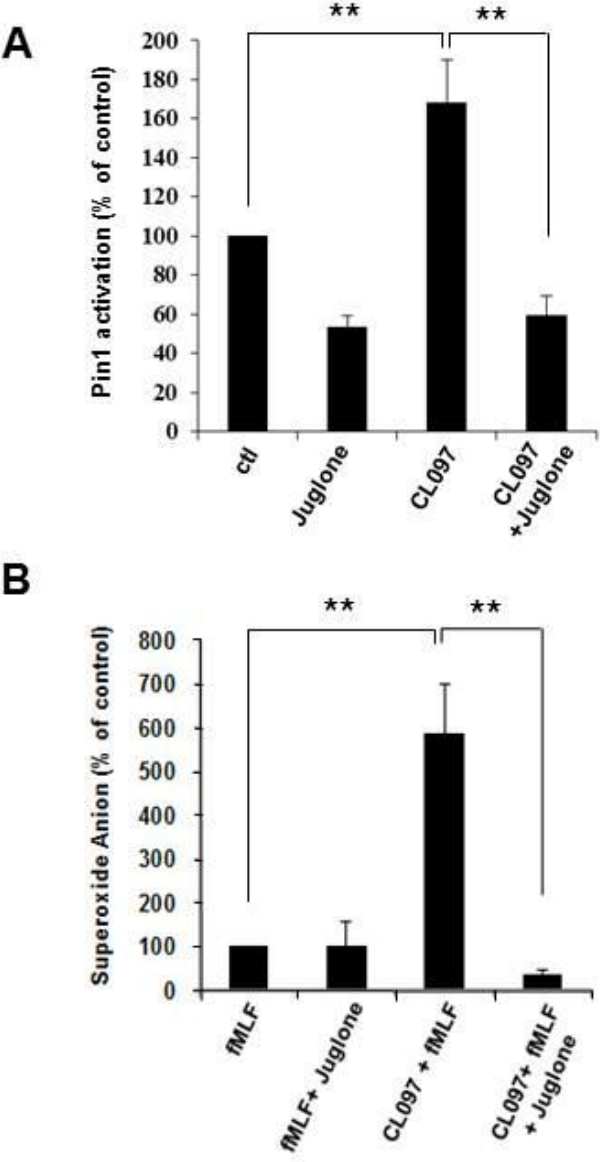 A
** **
Pin1 activation (% of control)
200
180
160
140
120
100
80
60
40
20
0
ctl
Juglone
CL097
CL097
+Juglone
B
** **
Superoxide Anion (% of control)
800
700
600
500
400
300
200
100
0
fMLF
fMLF+ Juglone
CL097 + fMLF
CL097+ fMLF
+ Juglone